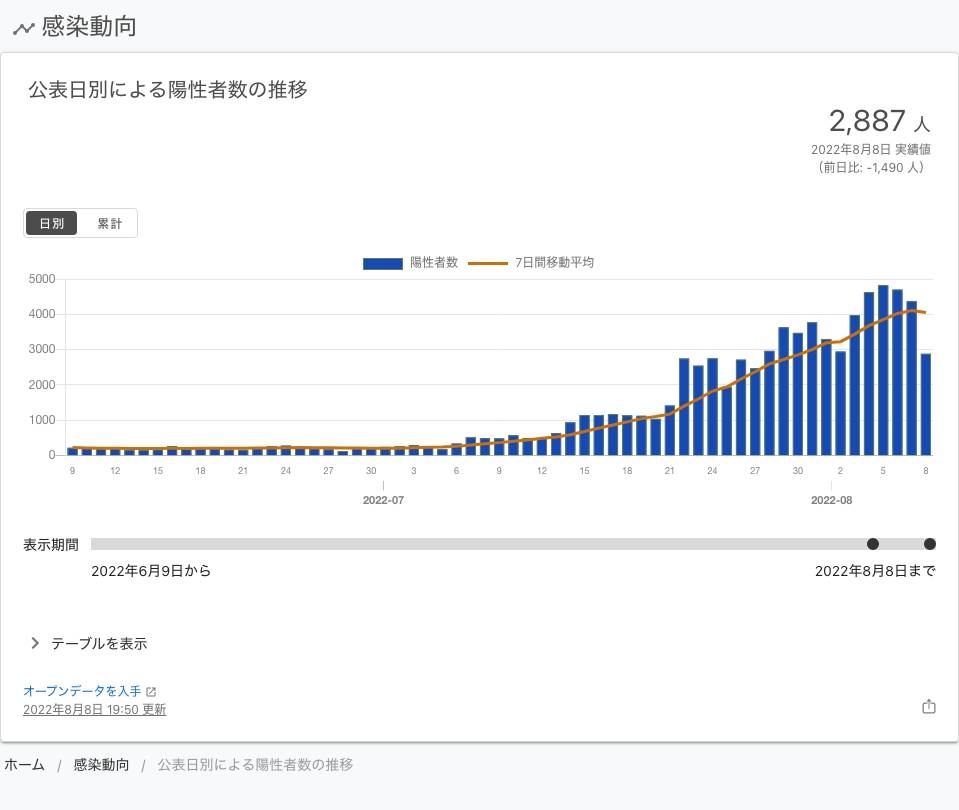 感染動向
公表日別による陽性者数の推移
2,887 人
2022年8月8日 実績値
（前日比: -1,490 人）
日別 累計
陽性者数 7日間移動平均
5000
4000
3000
2000
1000
0
9 12 15 18 21 24 27 30 3 6 9 12 15 18 21 24 27 30 2 5 8
2022-07 2022-08
表示期間
2022年6月9日から 2022年8月8日まで
テーブルを表示
オープンデータを入手
2022年8月8日 19:50 更新
ホーム / 感染動向 / 公表日別による陽性者数の推移